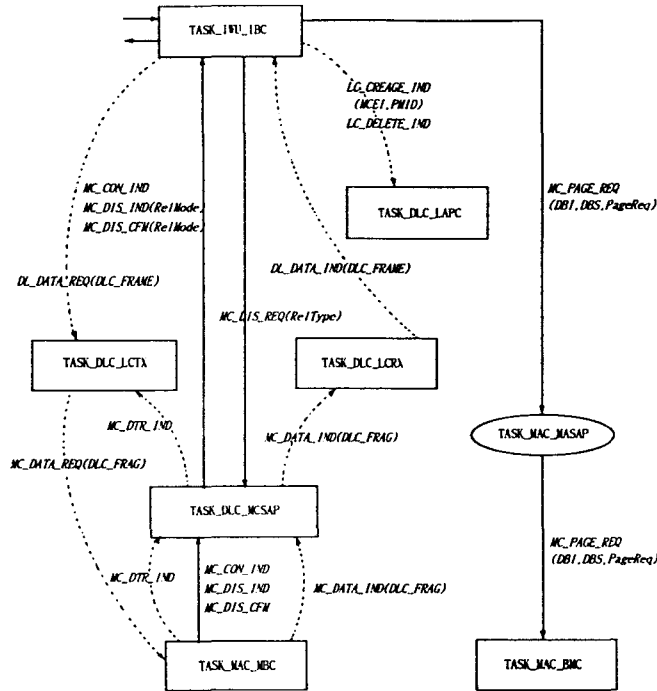 TASK_IWU_IBC
LC_CREAGE_IND
(MCEI,PMID)
LC_DELETE_IND
MC_CON_IND
MC_DIS_IND(RelMode)
MC_DIS_CFM(RelMode)
MC_PAGE_REQ
(DBI,DBS,PageReq)
TASK_DLC_LAPC
DL_DATA_REQ(DLC_FRAME)
DL_DATA_IND(DLC_FRAME)
MC_DIS_REQ(RelType)
TASK_DLC_LCTX
TASK_DLC_LCRX
MC_DTR_IND
MC_DATA_IND(DLC_FRAG)
TASK_MAC_MASAP
MC_DATA_REQ(DLC_FRAG)
TASK_DLC_MCSAP
MC_PAGE_REQ
(DBI,DBS,PageReq)
MC_DTR_IND
MC_CON_IND
MC_DIS_IND
MC_DIS_CFM
MC_DATA_IND(DLC_FRAG)
TASK_MAC_MBC
TASK_MAC_BMC